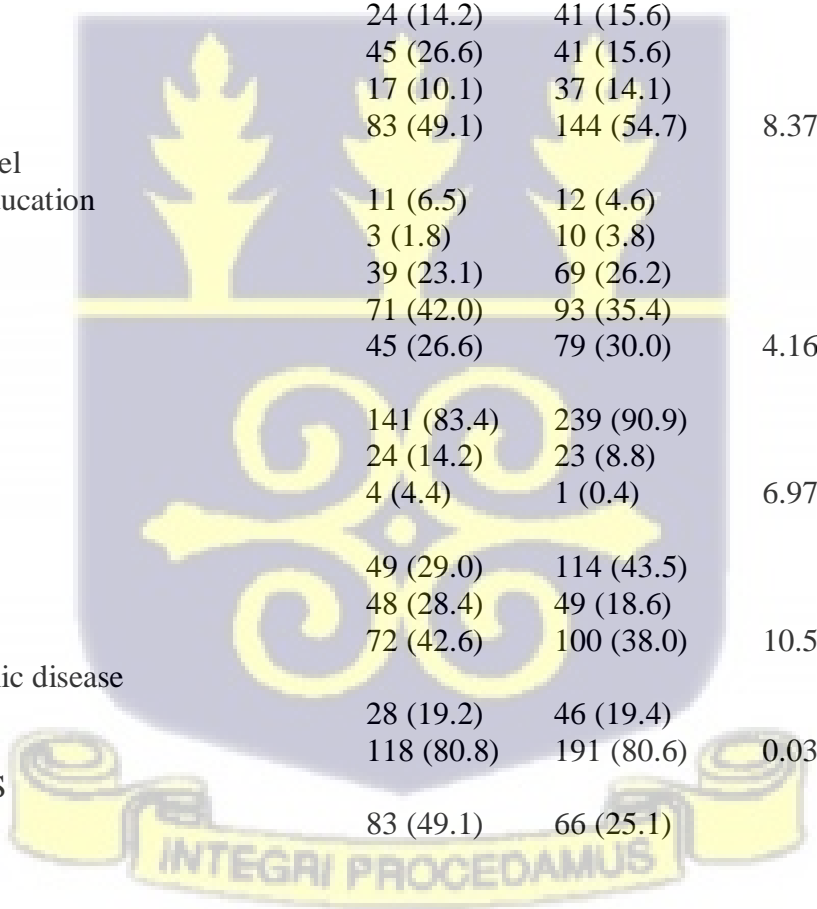 24 (14.2) 41 (15.6)
45 (26.6) 41 (15.6)
17 (10.1) 37 (14.1)
83 (49.1) 144 (54.7) 8.37
el
ucation
11 (6.5) 12 (4.6)
3 (1.8) 10 (3.8)
39 (23.1) 69 (26.2)
71 (42.0) 93 (35.4)
45 (26.6) 79 (30.0) 4.16
141 (83.4) 239 (90.9)
24 (14.2) 23 (8.8)
4 (4.4) 1 (0.4) 6.97
49 (29.0) 114 (43.5)
48 (28.4) 49 (18.6)
72 (42.6) 100 (38.0) 10.5
ic disease
28 (19.2) 46 (19.4)
118 (80.8) 191 (80.6) 0.03
S
83 (49.1) 66 (25.1)
INTEGRI PROCEDAMUS